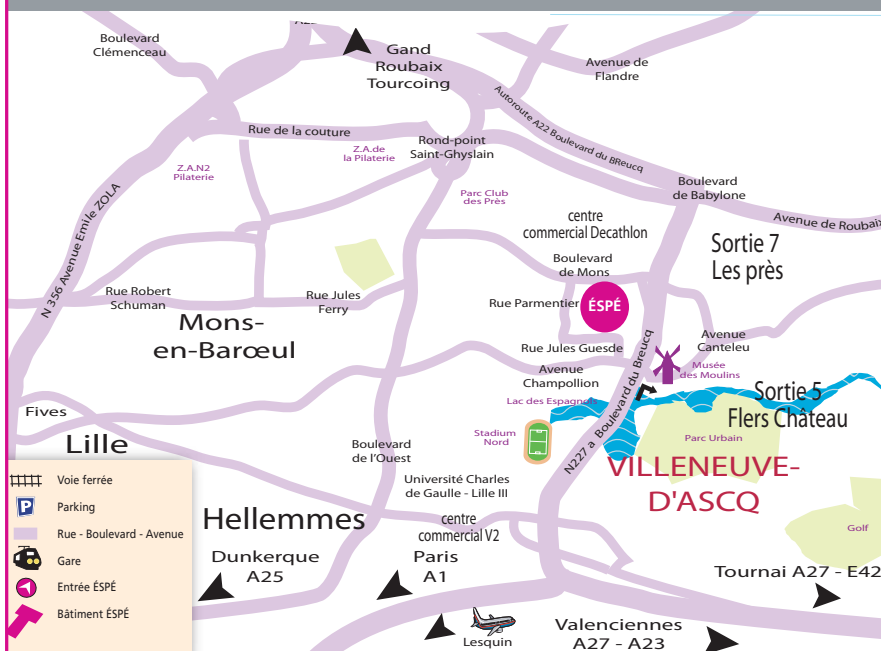 A22
Boulevard
Clémenceau
Gand
Roubaix
Tourcoing
Avenue de
Flandre
Autoroute A22 Boulevard du BReucq
Rue de la couture
Rond-point
Saint-Ghyslain
Z.A.de
la Pilaterie
Z.A.N2
Pilaterie
Boulevard
de Babylone
Parc Club
des Près
Avenue de Roubaix
centre
commercial Decathlon
N 356 Avenue Emile ZOLA
Sortie 7
Les près
Boulevard
de Mons
Rue Robert
Schuman
Rue Jules
Ferry
Rue Parmentier
ÉSPÉ
Mons-
en-Barœul
Rue Jules Guesde
Avenue
Canteleu
Musée
des Moulins
Avenue
Champollion
Sortie 5
Flers Château
Lac des Espagnols
N227 a Boulevard du Breucq
Fives
Lille
Stadium
Nord
Parc Urbain
Boulevard
de l'Ouest
VILLENEUVE-
D'ASCQ
Université Charles
de Gaulle - Lille III
Hellemmes
centre
commercial V2
Golf
Voie ferrée
P
Parking
Rue - Boulevard - Avenue
Gare
Entrée ÉSPÉ
Bâtiment ÉSPÉ
Dunkerque
A25
Paris
A1
Tournai A27 - E42
Lesquin
Valenciennes
A27 - A23